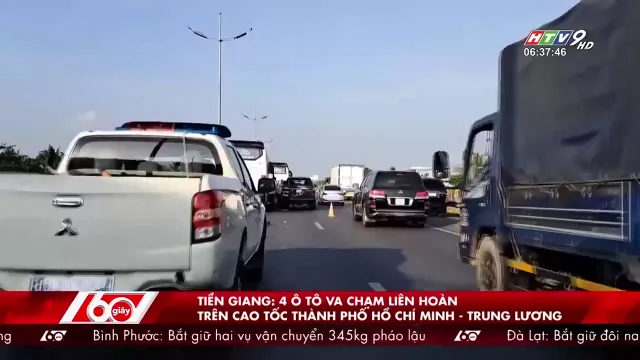 HTV9 HD
06:37:46
60 giây
TIỀN GIANG: 4 Ô TÔ VA CHẠM LIÊN HOÀN
TRÊN CAO TỐC THÀNH PHỐ HỒ CHÍ MINH - TRUNG LƯƠNG
Bình Phước: Bắt giữ hai vụ vận chuyển 345kg pháo lậu
Đà Lạt: Bắt giữ đối na